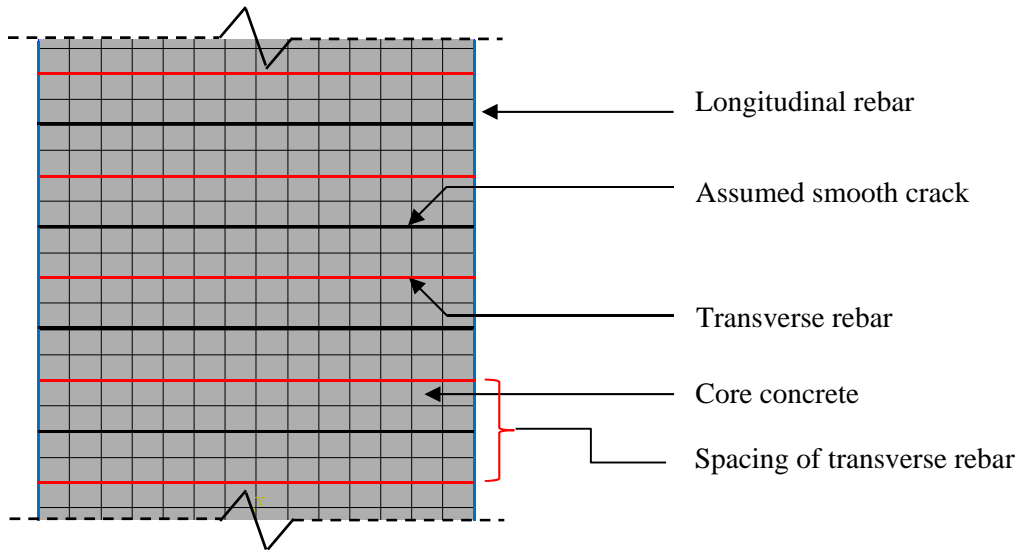 Longitudinal rebar
Assumed smooth crack
Transverse rebar
Core concrete
Spacing of transverse rebar